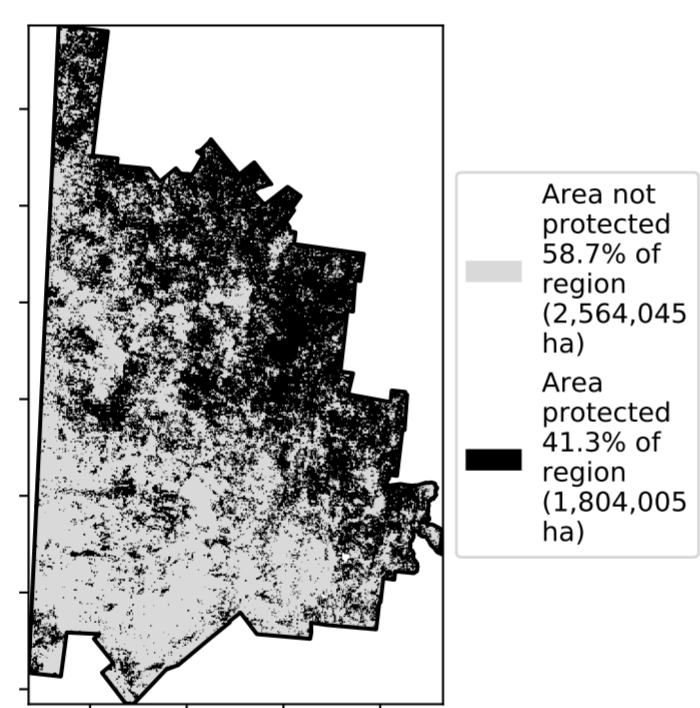 Area not
protected
58.7% of
region
(2,564,045
ha)
Area
protected
41.3% of
region
(1,804,005
ha)